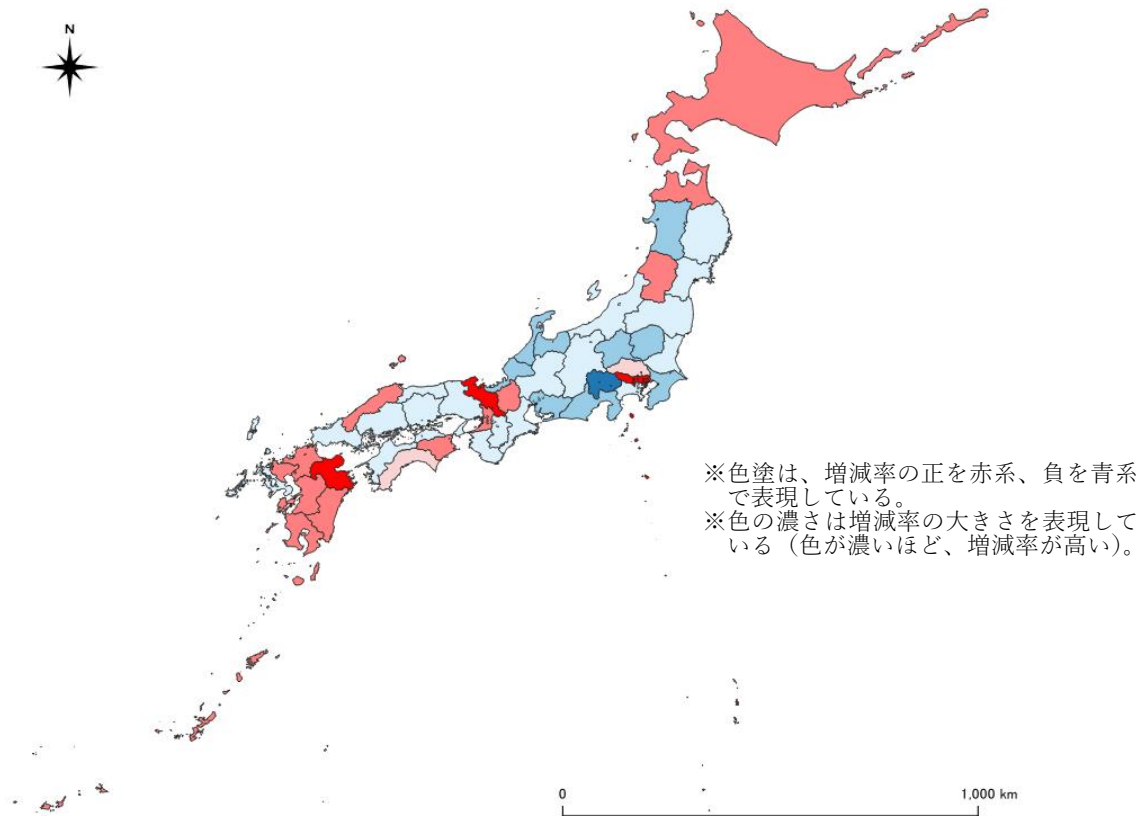 N
※色塗は、増減率の正を赤系、負を青系
で表現している。
※色の濃さは増減率の大きさを表現して
いる（色が濃いほど、増減率が高い）。
0
1,000 km